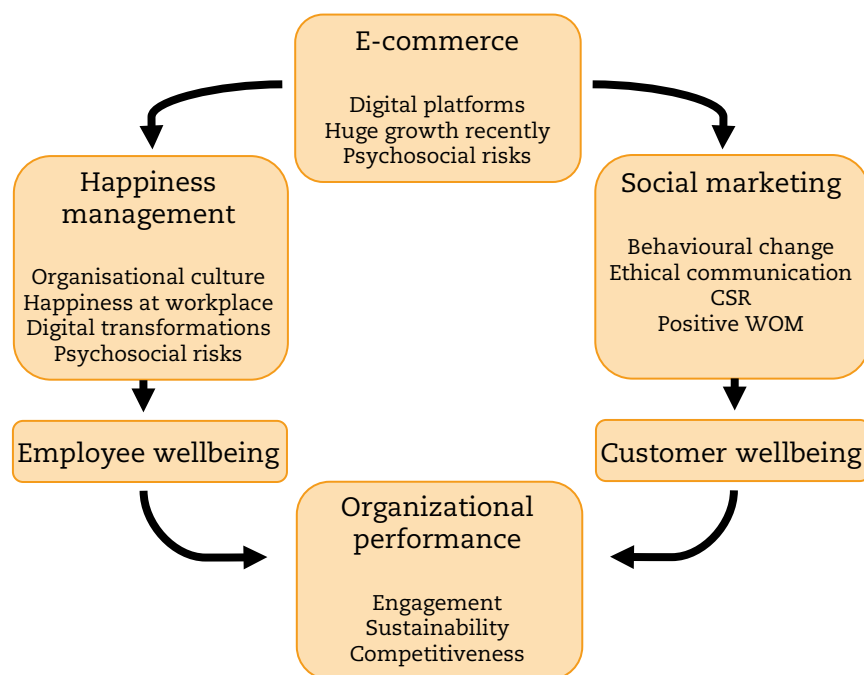 E-commerce
Digital platforms
Huge growth recently
Psychosocial risks
Happiness
management
Organisational culture
Happiness at workplace
Digital transformations
Psychosocial risks
Social marketing
Behavioural change
Ethical communication
CSR
Positive WOM
Employee wellbeing
Customer wellbeing
Organizational
performance
Engagement
Sustainability
Competitiveness